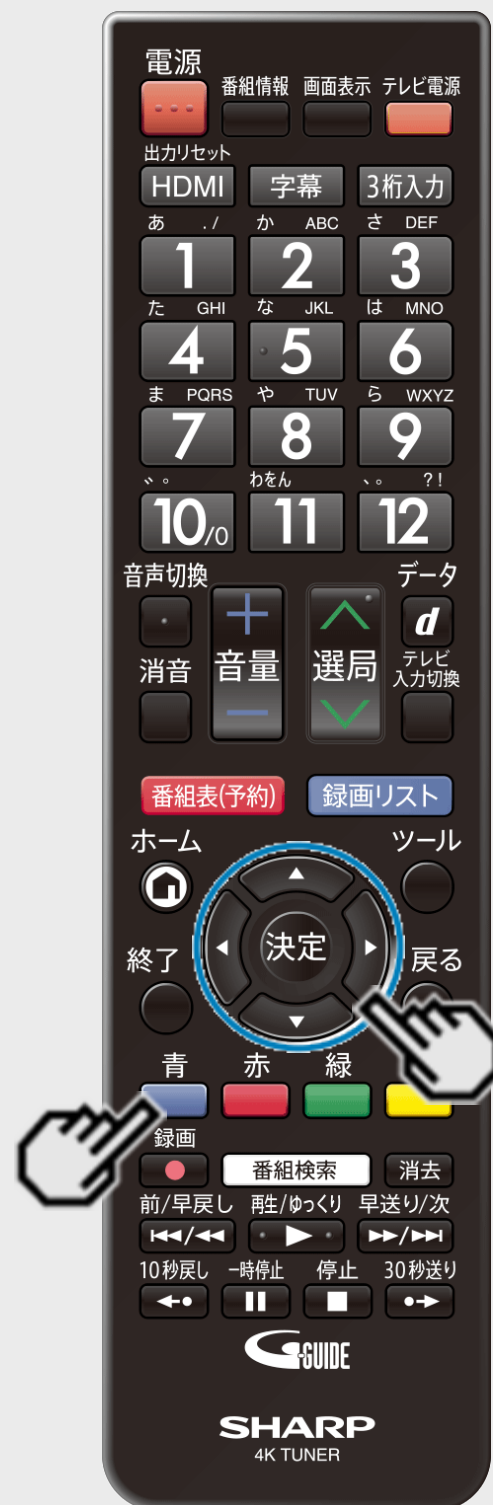 電源
番組情報 画面表示 テレビ電源
出力リセット
HDMI 字幕 3桁入力
あ ./ か ABC さ DEF
1 2 3
た GHI な JKL は MNO
4 5 6
ま PQRS や TUV ら WXYZ
7 8 9
゛゜ わをん 、。 ?!
10/0 11 12
音声切換 データ
+ d
消音 音量 選局 テレビ
入力切換
−
番組表(予約) 録画リスト
ホーム ツール
決定
終了 戻る
青 赤 緑
録画
番組検索 消去
前/早戻し 再生/ゆっくり 早送り/次
10秒戻し 一時停止 停止 30秒送り
G-GUIDE
SHARP
4K TUNER